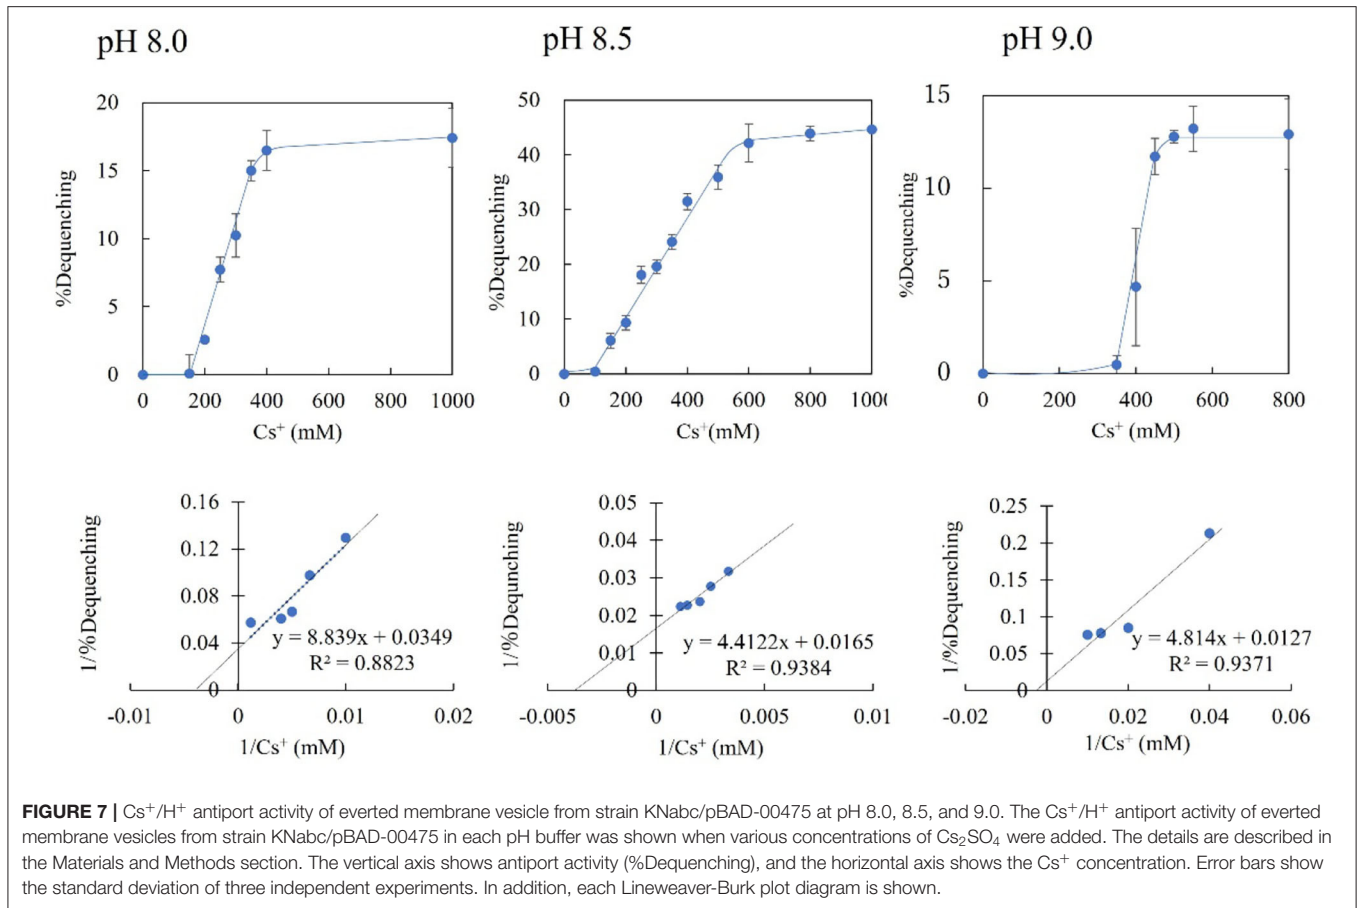 pH 8.0
20
15
10
5
0
%Dequenching
0 200 400 600 800 1000
Cs⁺ (mM)
pH 8.5
50
40
30
20
10
0
%Dequenching
0 200 400 600 800 1000
Cs⁺(mM)
pH 9.0
15
10
5
0
%Dequenching
0 200 400 600 800
Cs⁺ (mM)
0.16
0.12
0.08
0.04
0
1/%Dequenching
y = 8.839x + 0.0349
R² = 0.8823
-0.01 0 0.01 0.02
1/Cs⁺ (mM)
0.05
0.04
0.03
0.02
0.01
0
1/%Dequnching
y = 4.4122x + 0.0165
R² = 0.9384
-0.005 0 0.005 0.01
1/Cs⁺ (mM)
0.25
0.2
0.15
0.1
0.05
0
1/%Dequenching
y = 4.814x + 0.0127
R² = 0.9371
-0.02 0 0.02 0.04 0.06
1/Cs⁺ (mM)
FIGURE 7 | Cs⁺/H⁺ antiport activity of everted membrane vesicle from strain KNabc/pBAD-00475 at pH 8.0, 8.5, and 9.0. The Cs⁺/H⁺ antiport activity of everted
membrane vesicles from strain KNabc/pBAD-00475 in each pH buffer was shown when various concentrations of Cs₂SO₄ were added. The details are described in
the Materials and Methods section. The vertical axis shows antiport activity (%Dequenching), and the horizontal axis shows the Cs⁺ concentration. Error bars show
the standard deviation of three independent experiments. In addition, each Lineweaver-Burk plot diagram is shown.